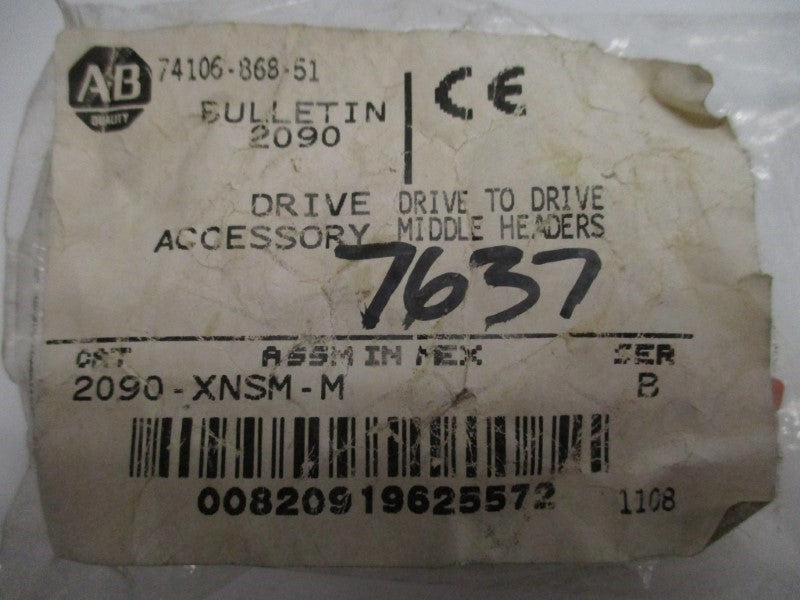 AB QUALITY
74106-868-51
BULLETIN
2090
CE
DRIVE ACCESSORY
DRIVE TO DRIVE
MIDDLE HEADERS
7637
CAT ASSM IN MEX SER
2090-XNSM-M B
00820919625572 1108